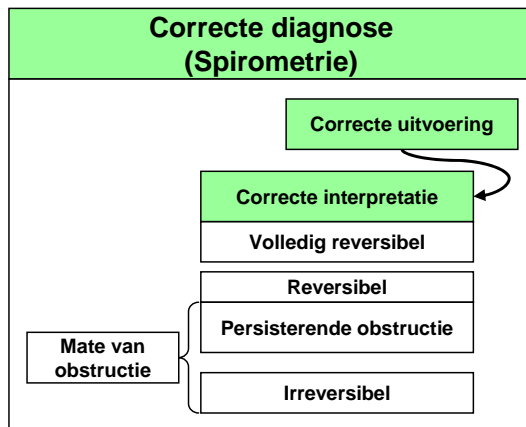 Correcte diagnose
(Spirometrie)
Correcte uitvoering
Correcte interpretatie
Volledig reversibel
Reversibel
Persisterende obstructie
Mate van
obstructie
Irreversibel